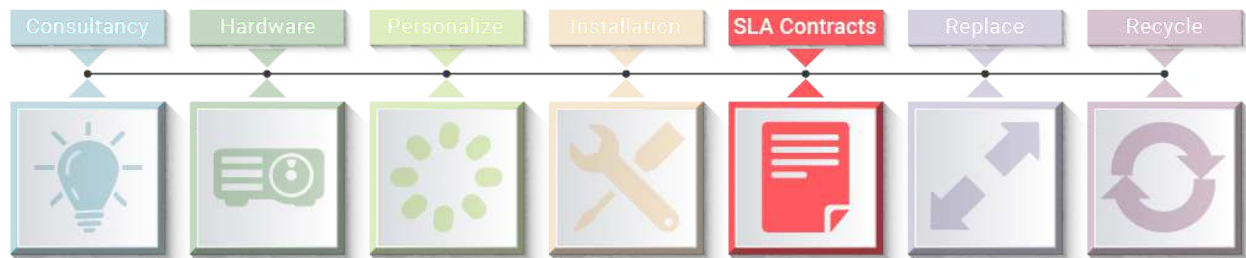 Consultancy
Hardware
Personalize
Installation
SLA Contracts
Replace
Recycle